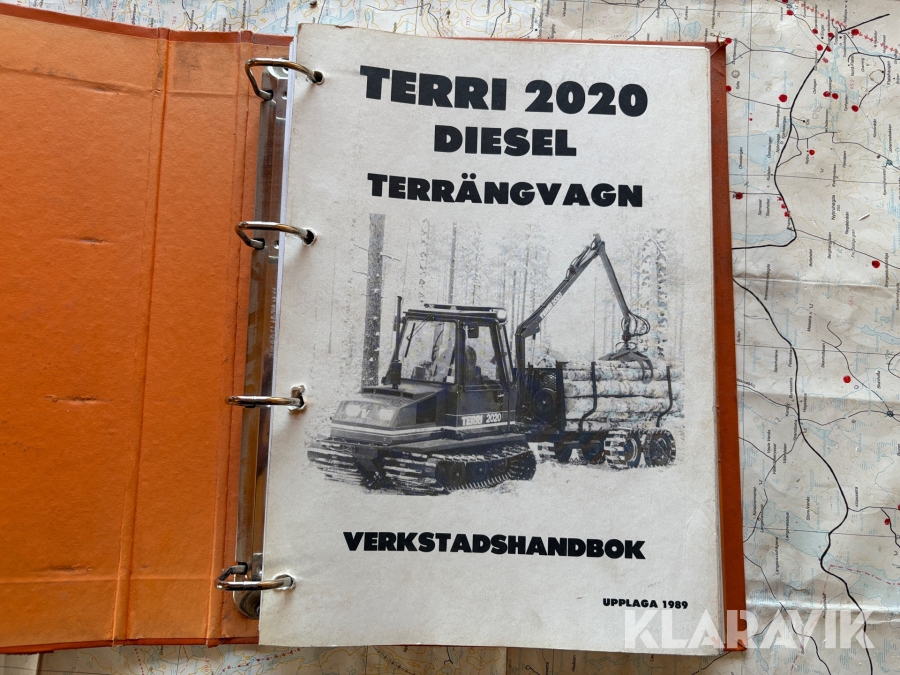 TERRI 2020
DIESEL
TERRÄNGVAGN
TERRI 2020
VERKSTADSHANDBOK
UPPLAGA 1989
KLARAVIK